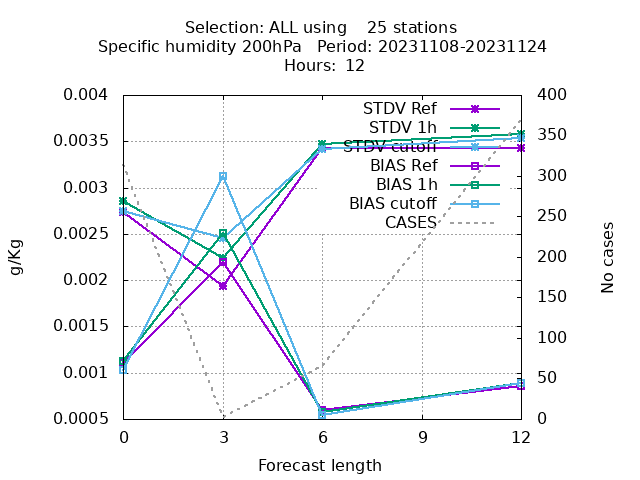 Selection: ALL using    25 stations
Specific humidity 200hPa   Period: 20231108-20231124
Hours: 12
0.004
0.0035
0.003
0.0025
0.002
0.0015
0.001
0.0005
g/Kg
STDV Ref
STDV 1h
STDV cutoff
BIAS Ref
BIAS 1h
BIAS cutoff
CASES
400
350
300
250
200
150
100
50
0
No cases
0 3 6 9 12
Forecast length